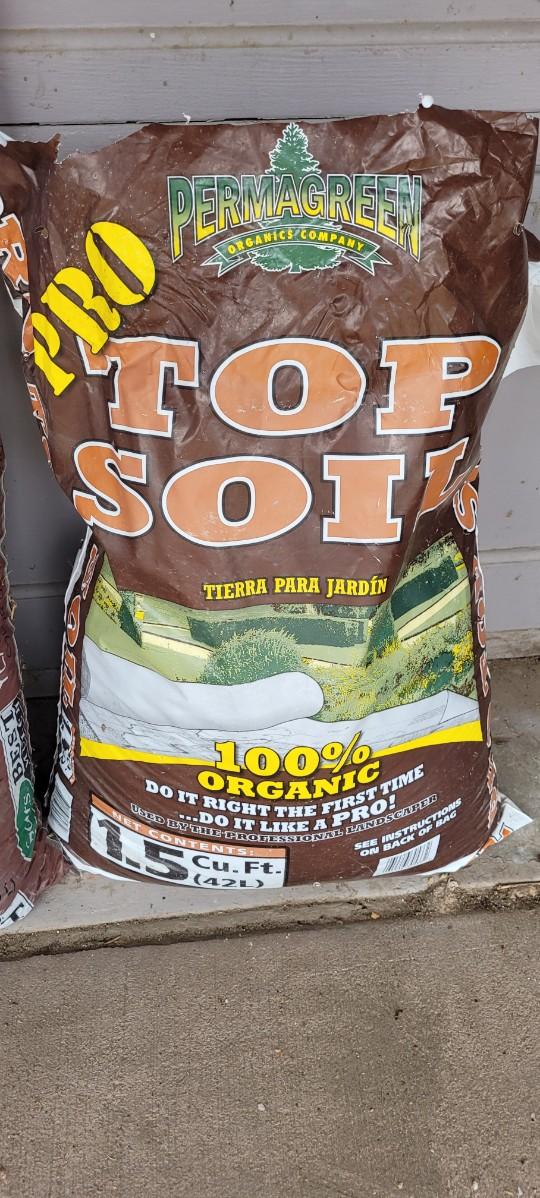 PERMAGREEN
ORGANICS COMPANY
PRO
TOP
SOIL
TIERRA PARA JARDÍN
100%
ORGANIC
DO IT RIGHT THE FIRST TIME
...DO IT LIKE A PRO!
USED BY THE PROFESSIONAL LANDSCAPER
NET CONTENTS:
1.5 Cu. Ft.
(42L)
SEE INSTRUCTIONS
ON BACK OF BAG